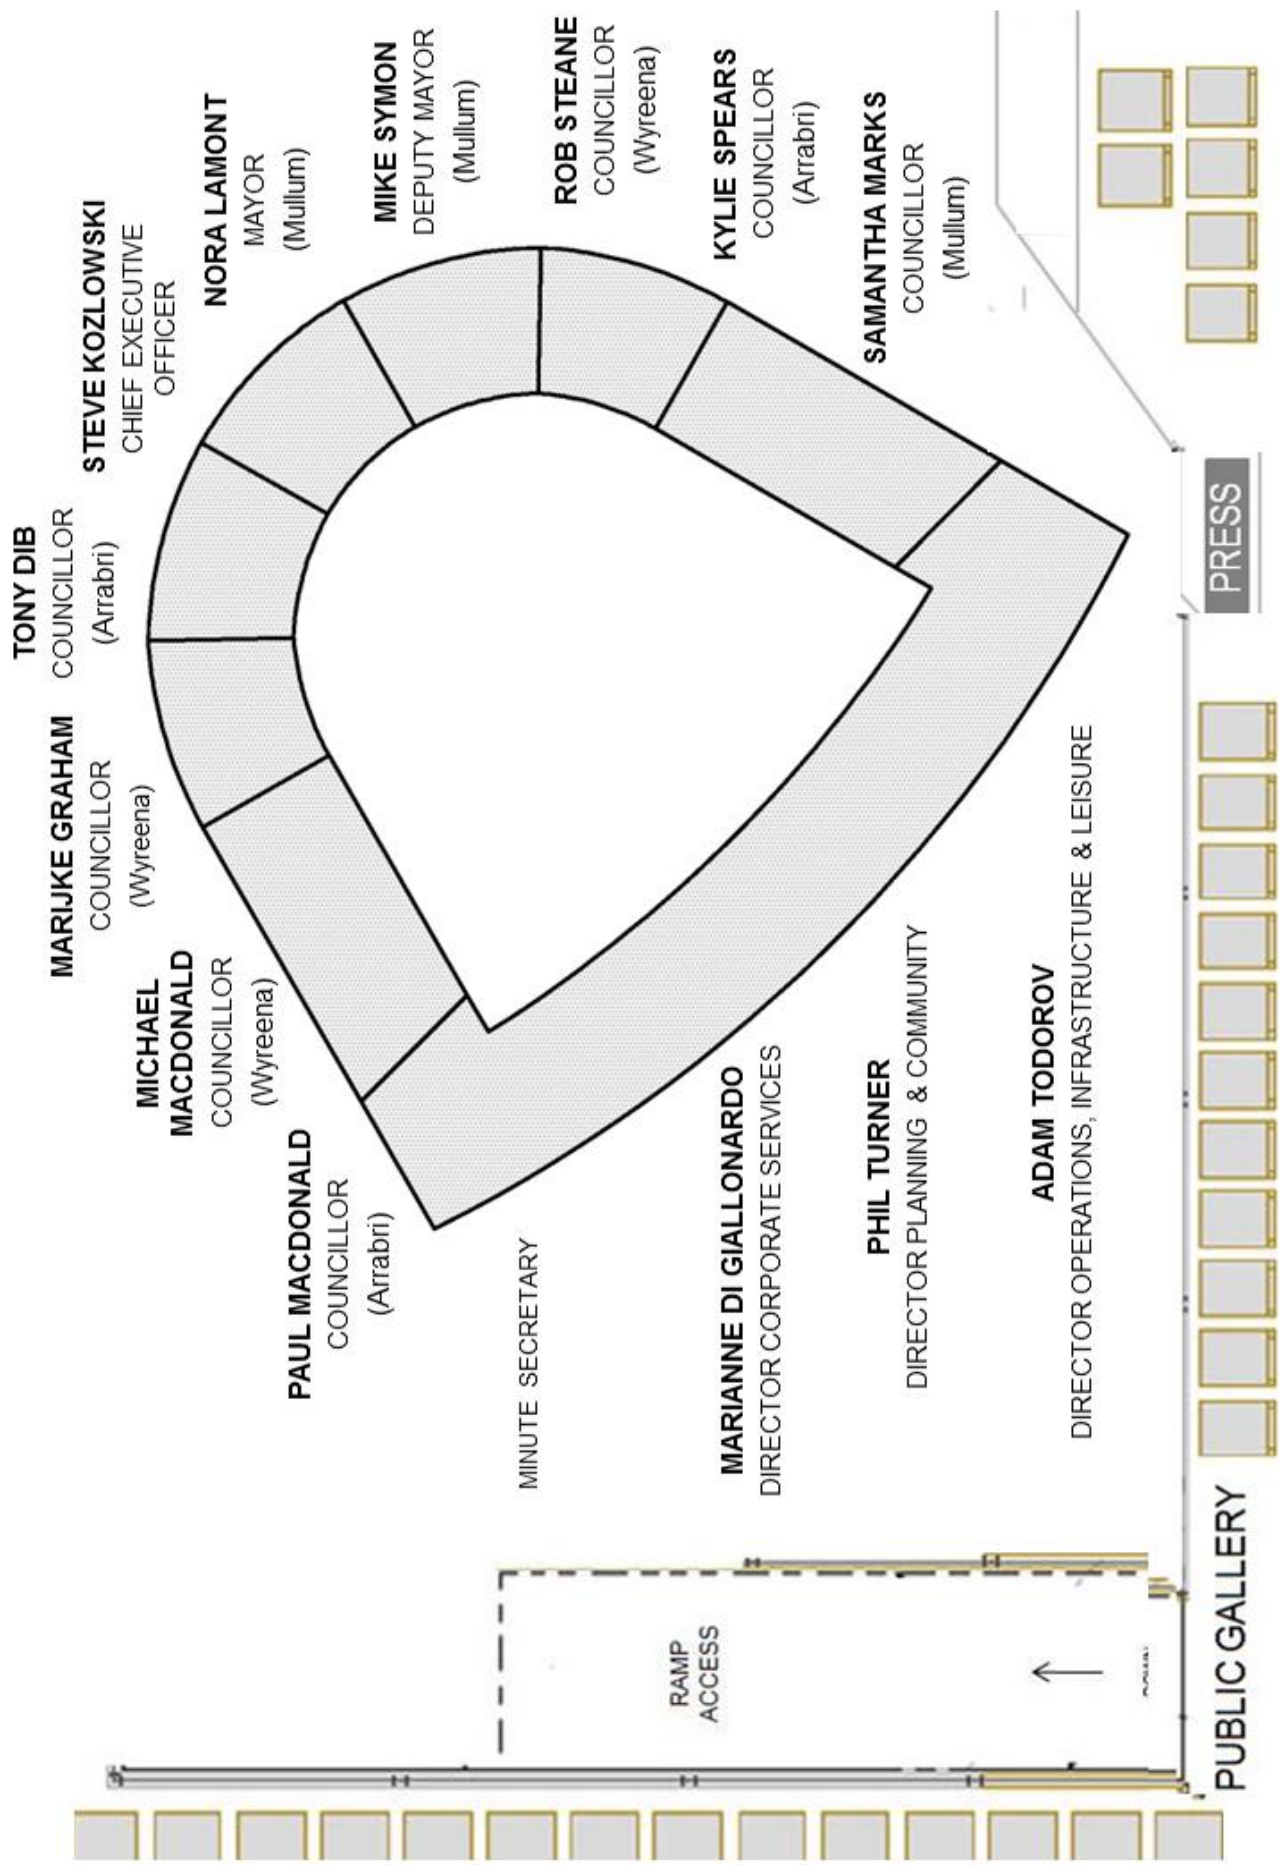 PAUL MACDONALD
COUNCILLOR
(Arrabri)
MICHAEL
MACDONALD
COUNCILLOR
(Wyreena)
MARIJKE GRAHAM
COUNCILLOR
(Wyreena)
TONY DIB
COUNCILLOR
(Arrabri)
STEVE KOZLOWSKI
CHIEF EXECUTIVE
OFFICER
NORA LAMONT
MAYOR
(Mullum)
MIKE SYMON
DEPUTY MAYOR
(Mullum)
ROB STEANE
COUNCILLOR
(Wyreena)
KYLIE SPEARS
COUNCILLOR
(Arrabri)
SAMANTHA MARKS
COUNCILLOR
(Mullum)
MINUTE SECRETARY
MARIANNE DI GIALLONARDO
DIRECTOR CORPORATE SERVICES
PHIL TURNER
DIRECTOR PLANNING & COMMUNITY
ADAM TODOROV
DIRECTOR OPERATIONS, INFRASTRUCTURE & LEISURE
RAMP
ACCESS
PUBLIC GALLERY
PRESS